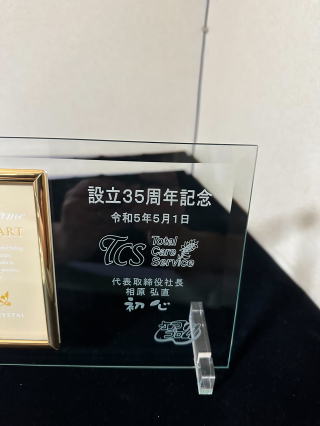 設立35周年記念
令和5年5月1日
TCS Total
Care
Service
代表取締役社長
相原 弘直
初心
ART